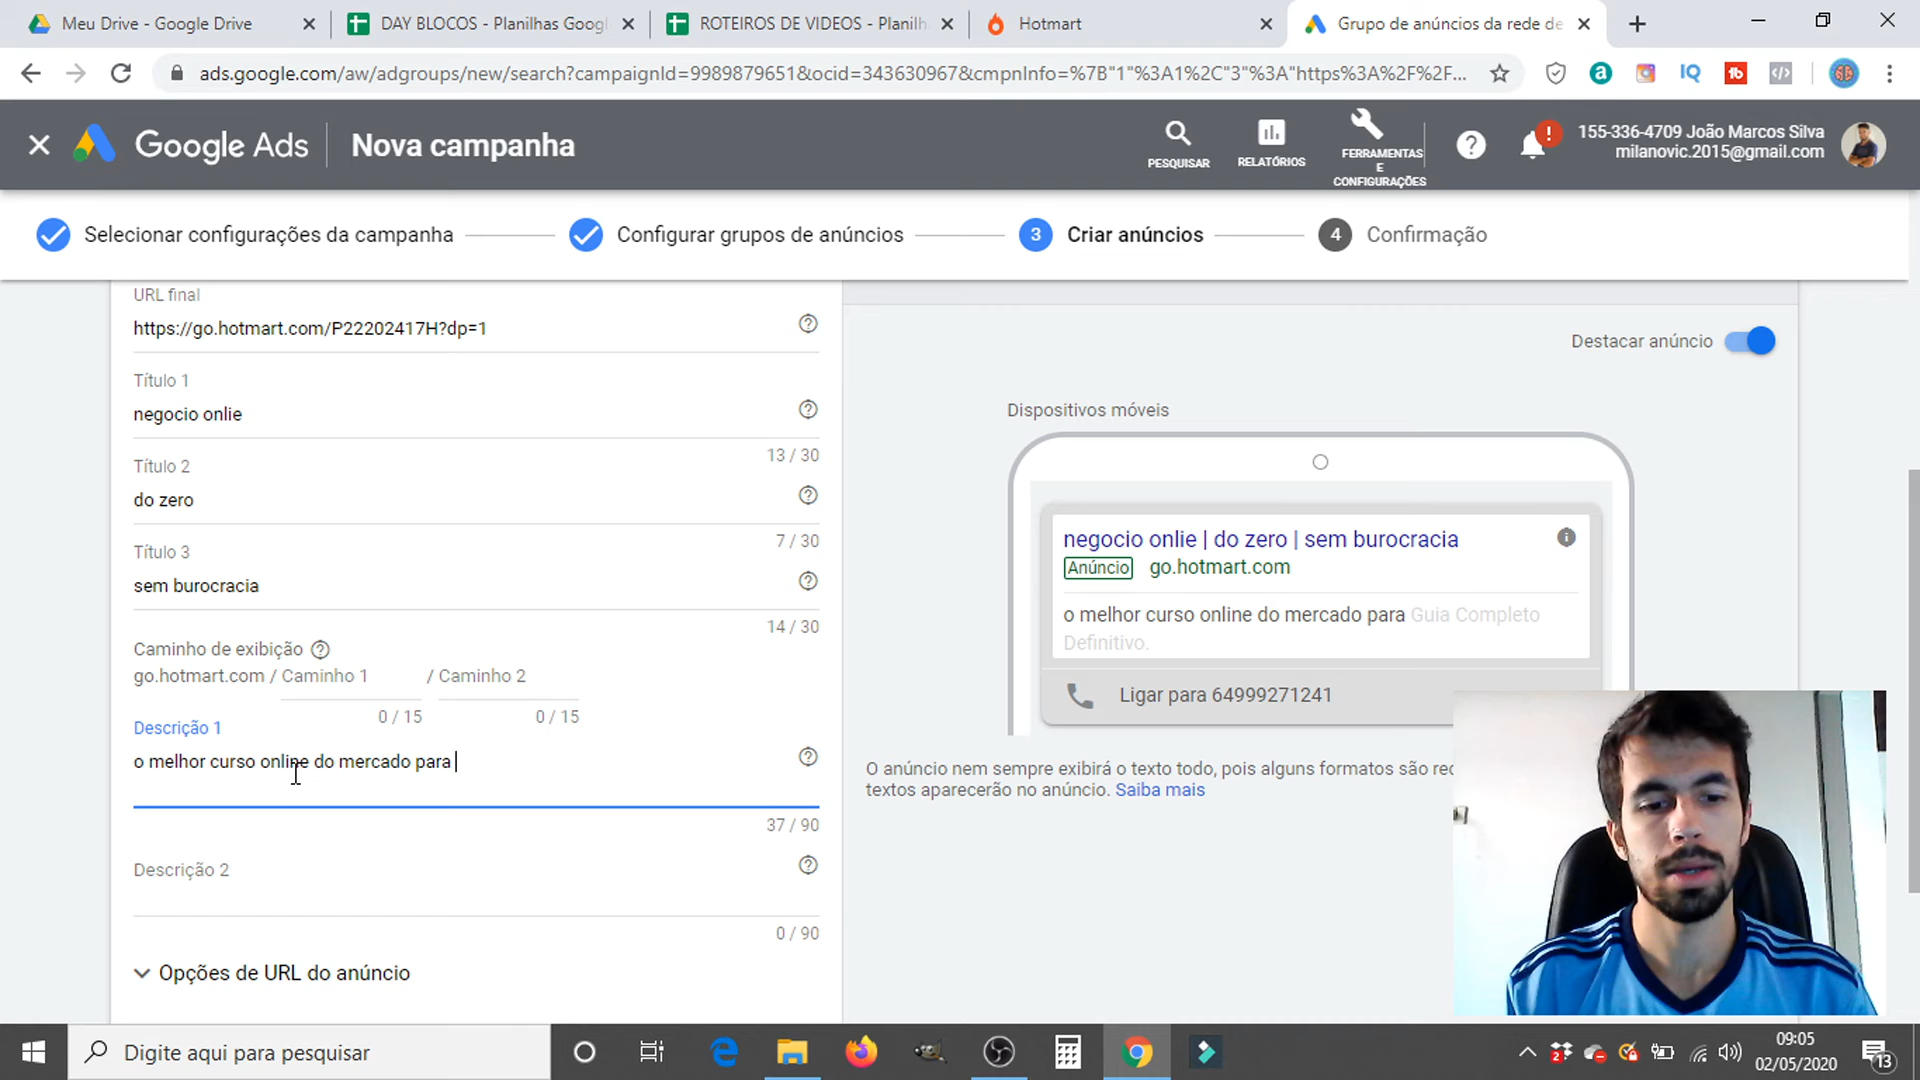 Meu Drive - Google Drive
DAY BLOCOS - Planilhas Googl
ROTEIROS DE VIDEOS - Planilh
Hotmart
Grupo de anúncios da rede de
ads.google.com/aw/adgroups/new/search?campaignId=9989879651&ocid=343630967&cmpnInfo=%7B"1"%3A1%2C"3"%3A"https%3A%2F%2F...
Google Ads
Nova campanha
PESQUISAR
RELATÓRIOS
FERRAMENTAS
E
CONFIGURAÇÕES
155-336-4709 João Marcos Silva
milanovic.2015@gmail.com
Selecionar configurações da campanha
Configurar grupos de anúncios
3 Criar anúncios
4 Confirmação
URL final
https://go.hotmart.com/P22202417H?dp=1
Título 1
negocio onlie
13 / 30
Título 2
do zero
7 / 30
Título 3
sem burocracia
14 / 30
Caminho de exibição
go.hotmart.com / Caminho 1 / Caminho 2
0 / 15 0 / 15
Descrição 1
o melhor curso online do mercado para
37 / 90
Descrição 2
0 / 90
Opções de URL do anúncio
Destacar anúncio
Dispositivos móveis
negocio onlie | do zero | sem burocracia
Anúncio go.hotmart.com
o melhor curso online do mercado para Guia Completo
Definitivo.
Ligar para 64999271241
O anúncio nem sempre exibirá o texto todo, pois alguns formatos são rec
textos aparecerão no anúncio. Saiba mais
Digite aqui para pesquisar
09:05
02/05/2020
13